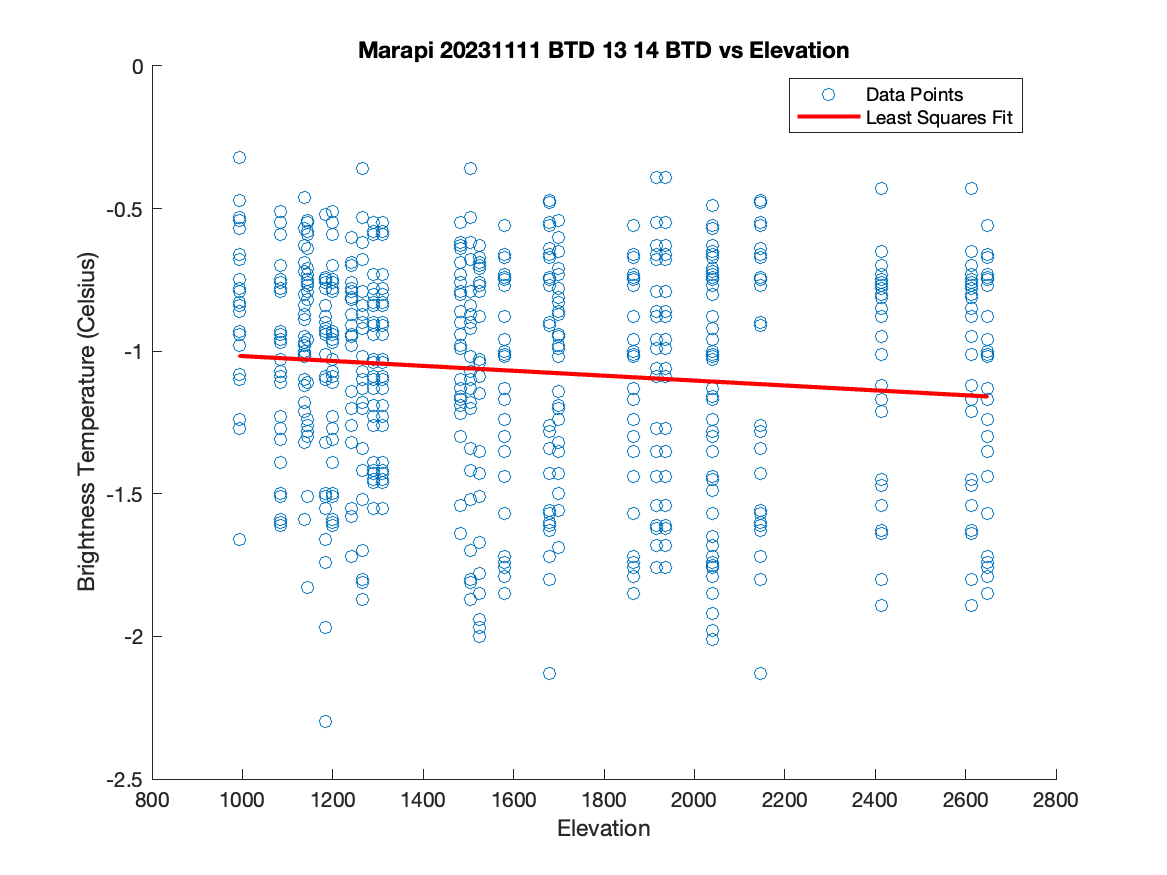 Marapi 20231111 BTD 13 14 BTD vs Elevation
Data Points
Least Squares Fit
Brightness Temperature (Celsius)
0
-0.5
-1
-1.5
-2
-2.5
800 1000 1200 1400 1600 1800 2000 2200 2400 2600 2800
Elevation